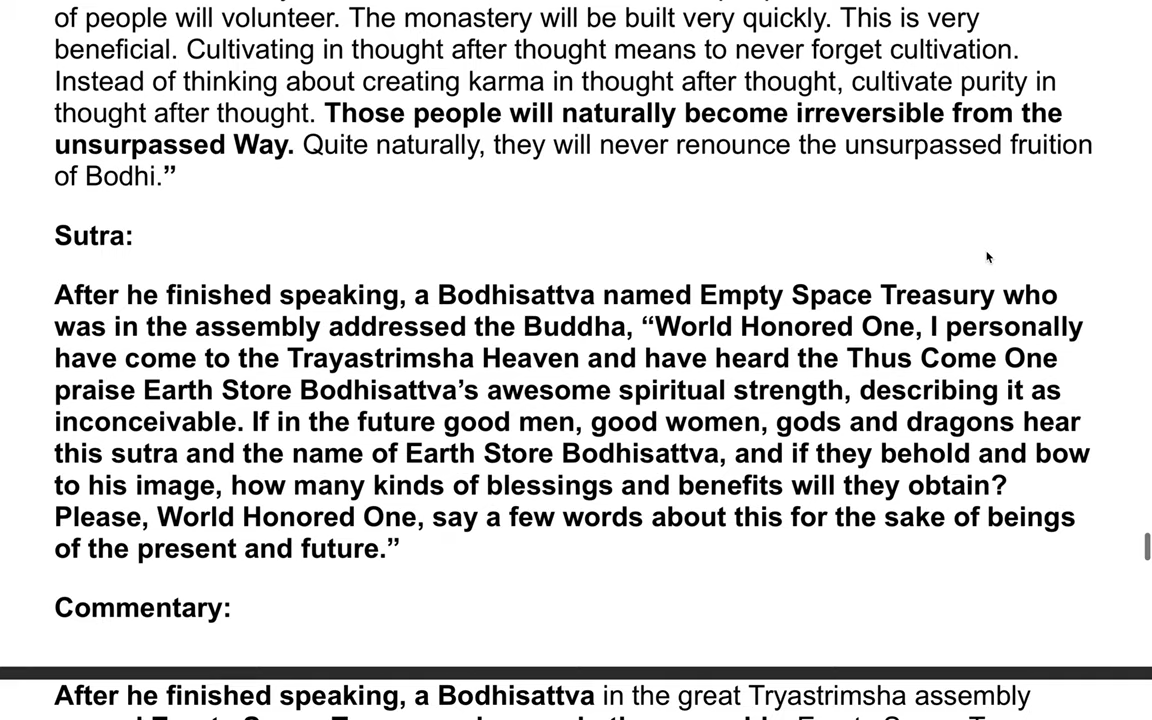 of people will volunteer. The monastery will be built very quickly. This is very
beneficial. Cultivating in thought after thought means to never forget cultivation.
Instead of thinking about creating karma in thought after thought, cultivate purity in
thought after thought. Those people will naturally become irreversible from the
unsurpassed Way. Quite naturally, they will never renounce the unsurpassed fruition
of Bodhi.”
Sutra:
After he finished speaking, a Bodhisattva named Empty Space Treasury who
was in the assembly addressed the Buddha, “World Honored One, I personally
have come to the Trayastrimsha Heaven and have heard the Thus Come One
praise Earth Store Bodhisattva’s awesome spiritual strength, describing it as
inconceivable. If in the future good men, good women, gods and dragons hear
this sutra and the name of Earth Store Bodhisattva, and if they behold and bow
to his image, how many kinds of blessings and benefits will they obtain?
Please, World Honored One, say a few words about this for the sake of beings
of the present and future.”
Commentary:
After he finished speaking, a Bodhisattva in the great Tryastrimsha assembly